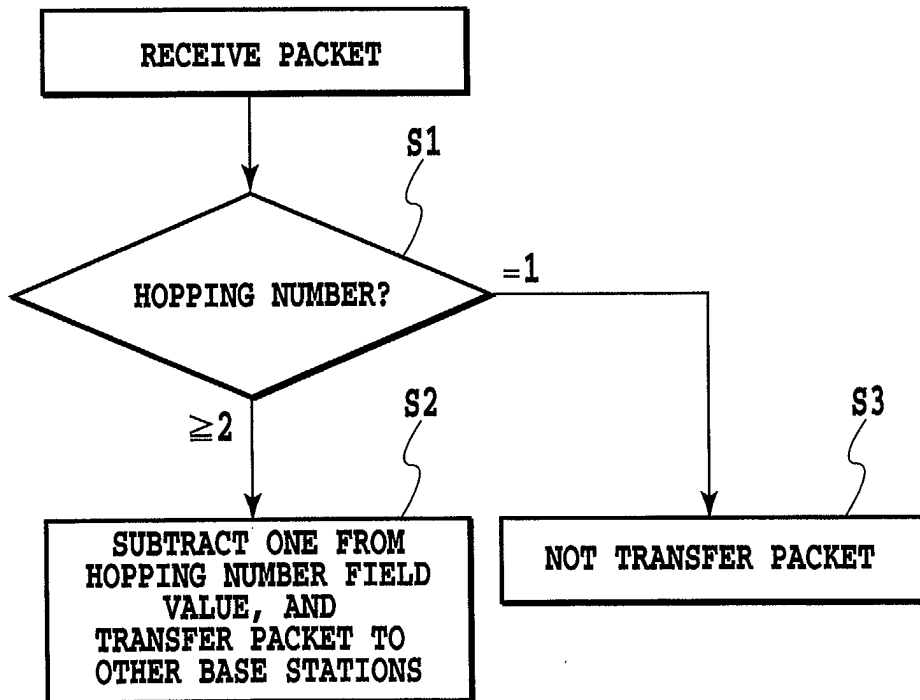 RECEIVE PACKET
S1
HOPPING NUMBER?
=1
≧2
S2
S3
SUBTRACT ONE FROM
HOPPING NUMBER FIELD
VALUE, AND
TRANSFER PACKET TO
OTHER BASE STATIONS
NOT TRANSFER PACKET